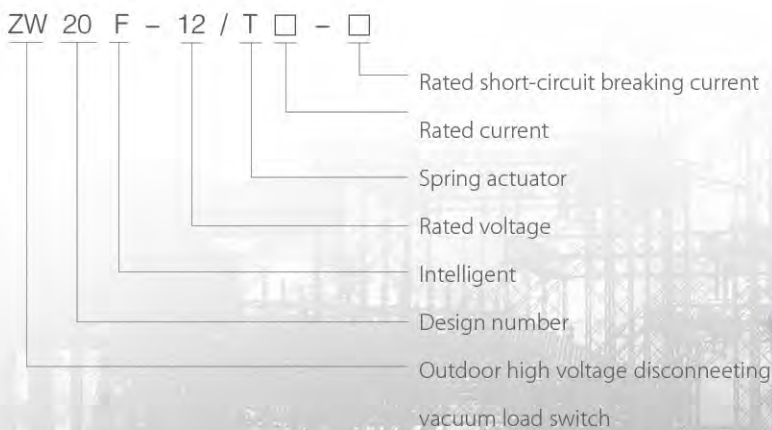 ZW 20 F - 12 / T □ - □
Rated short-circuit breaking current
Rated current
Spring actuator
Rated voltage
Intelligent
Design number
Outdoor high voltage disconneeting
vacuum load switch